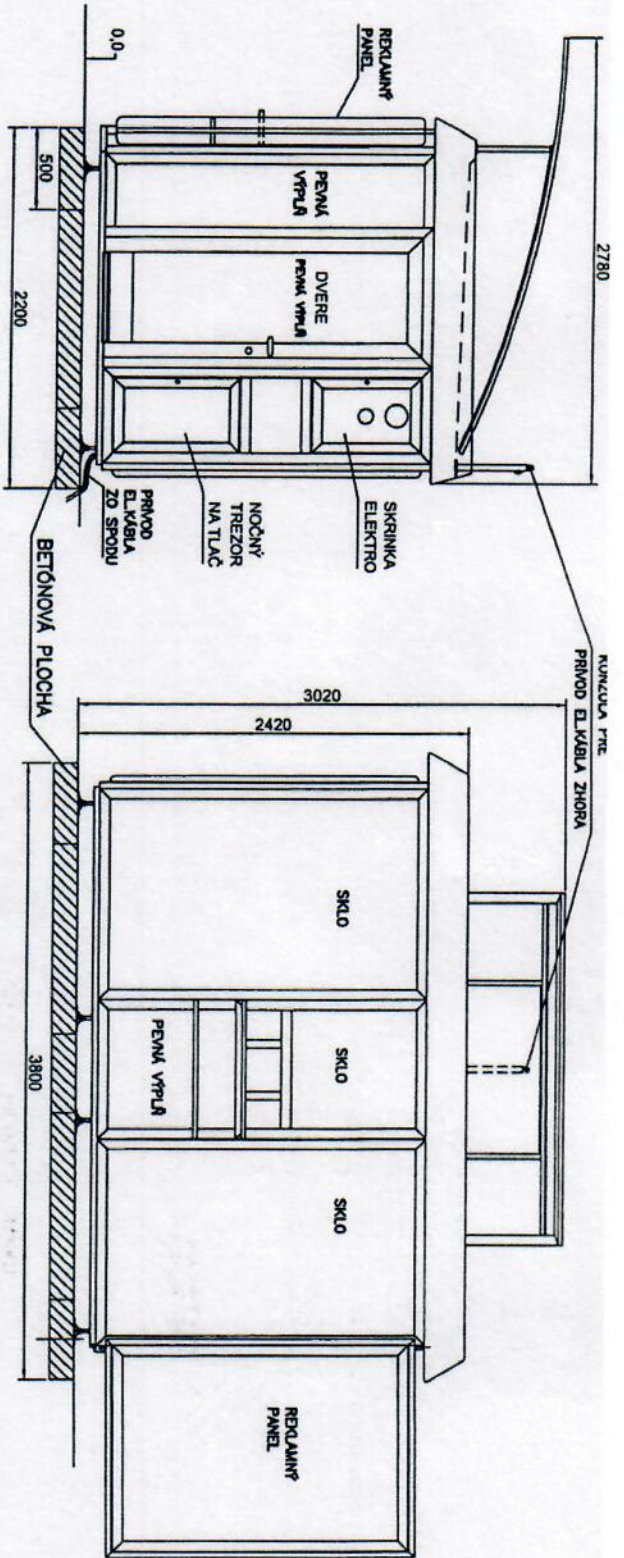 2780
REKLAMNÝ
PANEL
0,0
PEVNÁ
VÝPLŇ
DVERE
PEVNÁ VÝPLŇ
SKRINKA
ELEKTRO
NOČNÝ
TREZOR
NA TLAČ
PRÍVOD
EL.KÁBLA
ZO SPODU
500
2200
BETÓNOVÁ PLOCHA
KONZOLA PRE
PRÍVOD EL.KÁBLA ZHORA
3020
2420
SKLO
SKLO
PEVNÁ VÝPLŇ
SKLO
REKLAMNÝ
PANEL
3800